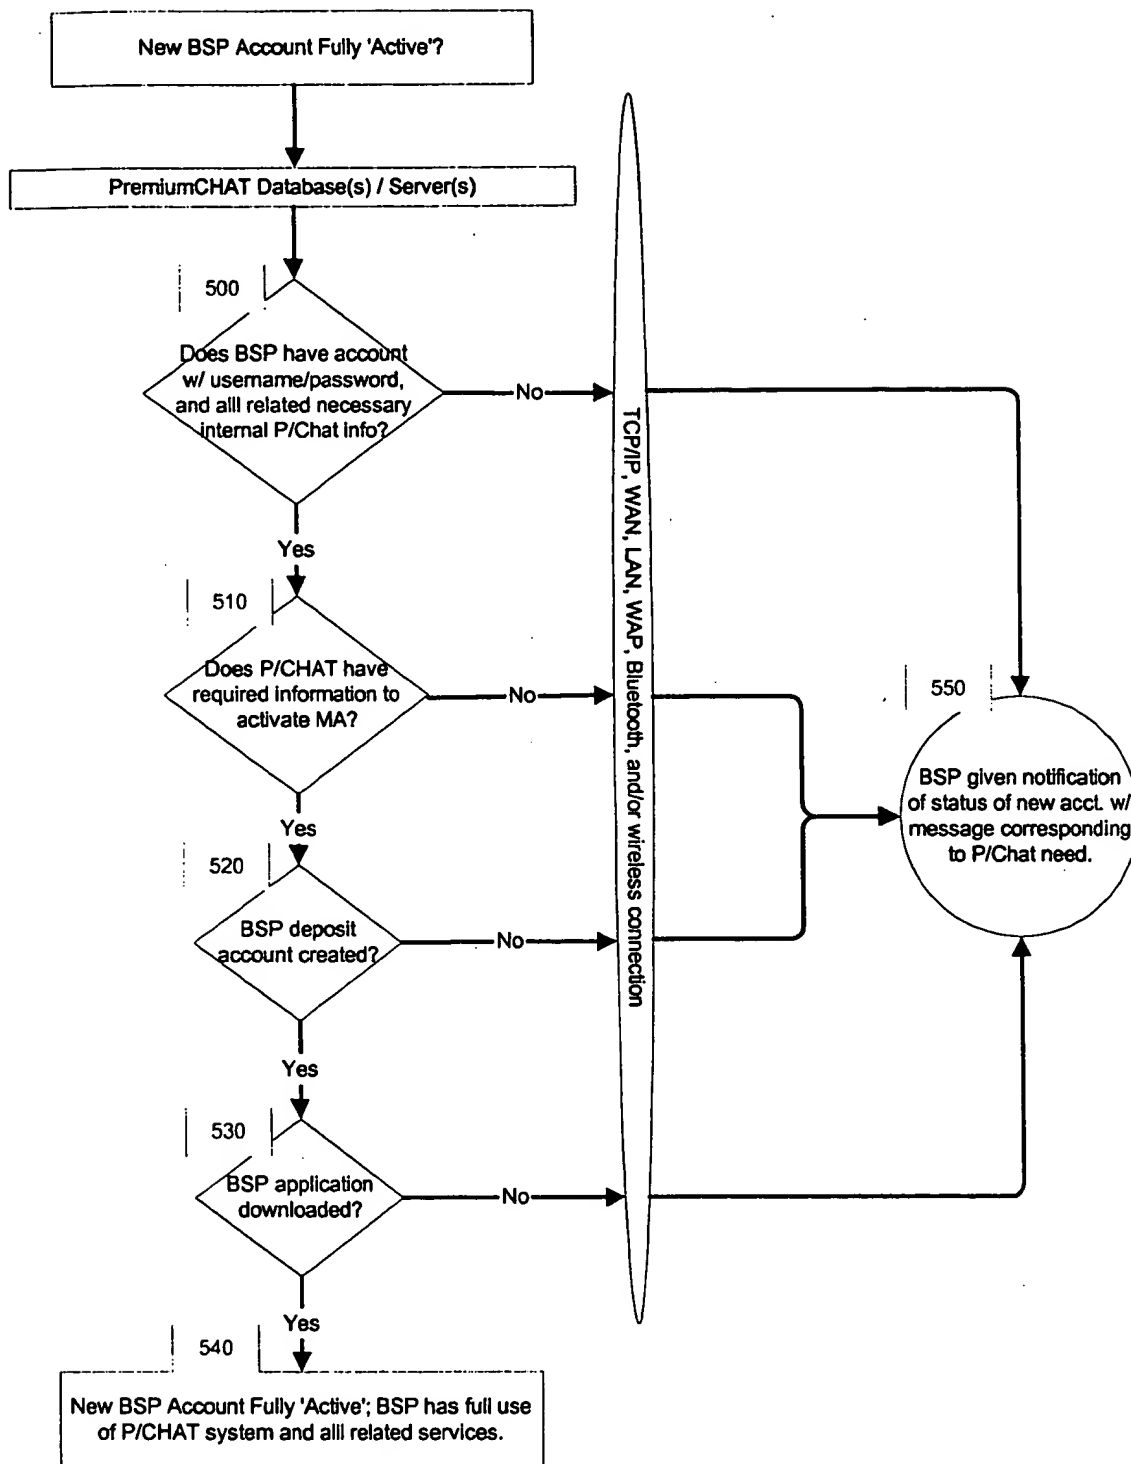 New BSP Account Fully 'Active'?
PremiumCHAT Database(s) / Server(s)
500
Does BSP have account
w/ username/password,
and alll related necessary
internal P/Chat info?
No
Yes
510
Does P/CHAT have
required information to
activate MA?
No
Yes
520
BSP deposit
account created?
No
Yes
530
BSP application
downloaded?
No
Yes
540
New BSP Account Fully 'Active'; BSP has full use
of P/CHAT system and alll related services.
TCP/IP, WAN, LAN, WAP, Bluetooth, and/or wireless connection
550
BSP given notification
of status of new acct. w/
message corresponding
to P/Chat need.